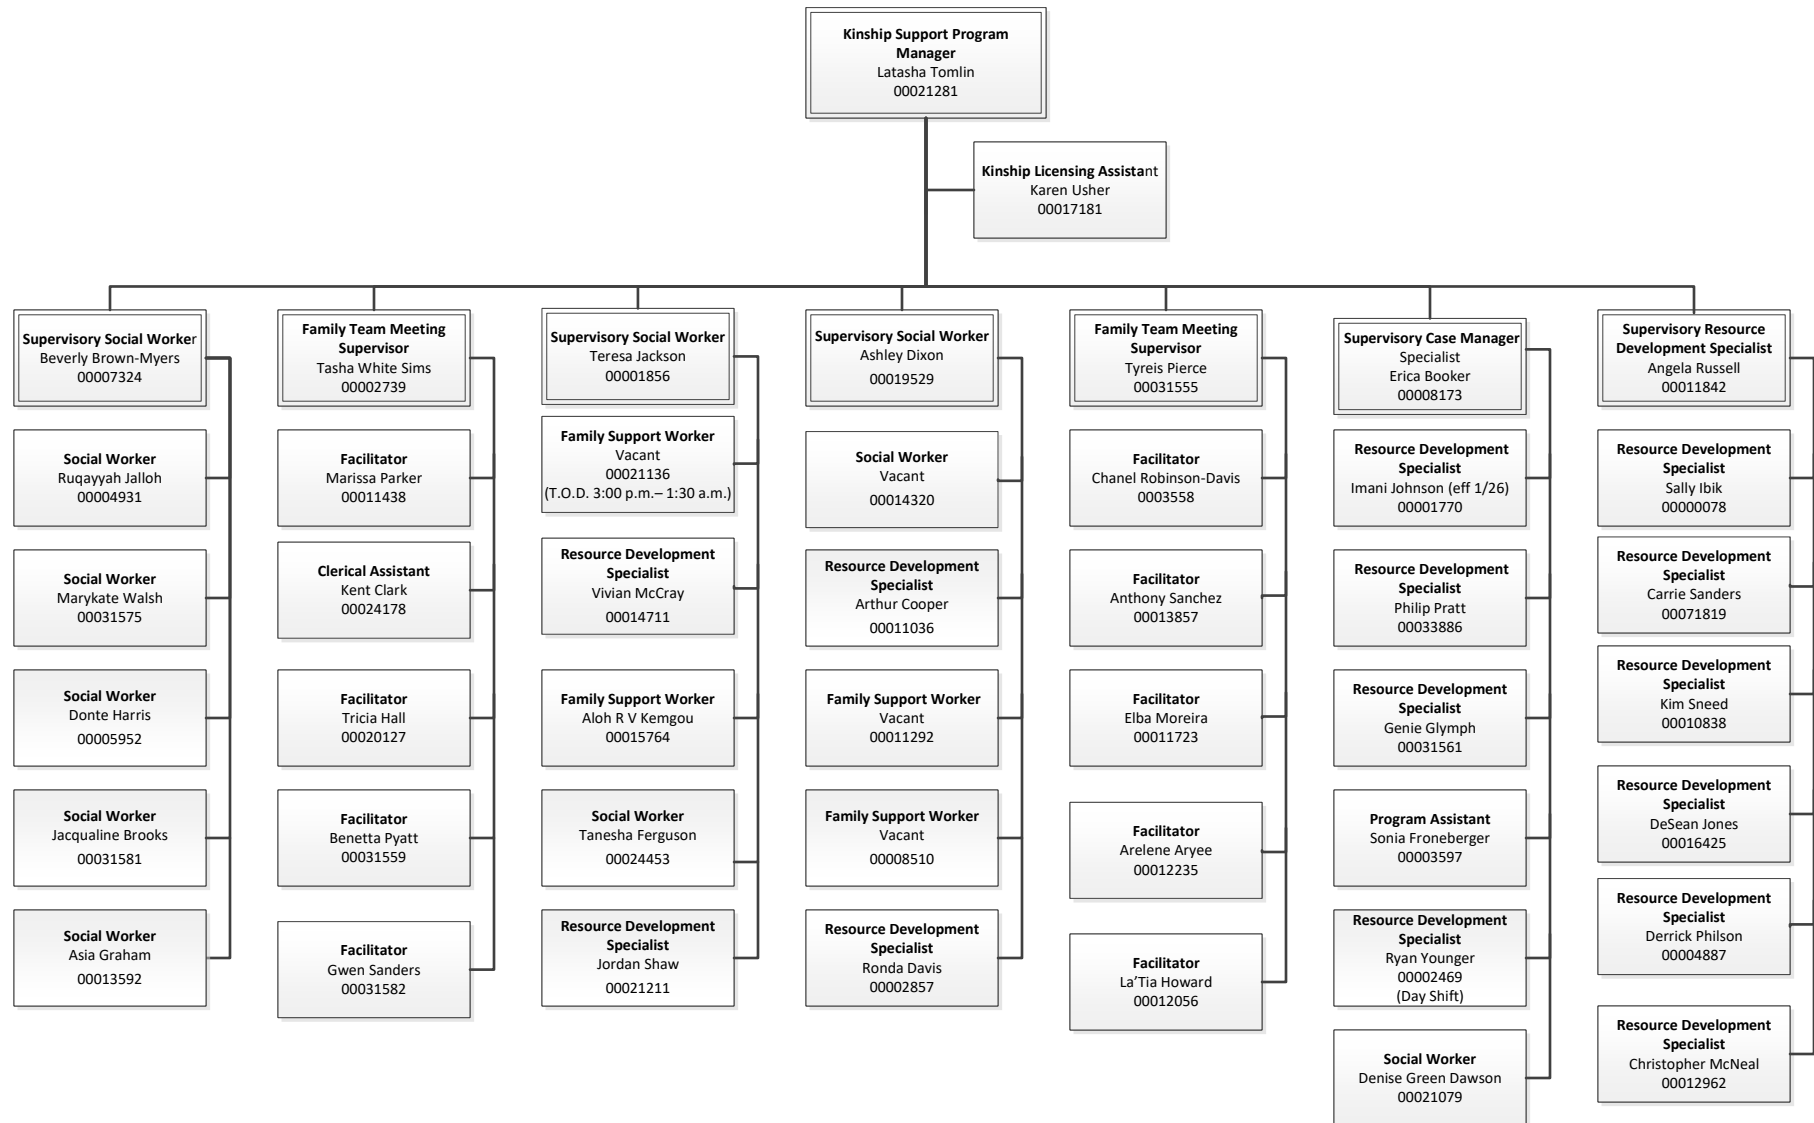 Kinship Support Program
Manager
Latasha Tomlin
00021281
Kinship Licensing Assistant
Karen Usher
00017181
Supervisory Social Worker
Beverly Brown-Myers
00007324
Social Worker
Ruqayyah Jalloh
00004931
Social Worker
Marykate Walsh
00031575
Social Worker
Donte Harris
00005952
Social Worker
Jacqualine Brooks
00031581
Social Worker
Asia Graham
00013592
Family Team Meeting
Supervisor
Tasha White Sims
00002739
Facilitator
Marissa Parker
00011438
Clerical Assistant
Kent Clark
00024178
Facilitator
Tricia Hall
00020127
Facilitator
Benetta Pyatt
00031559
Facilitator
Gwen Sanders
00031582
Supervisory Social Worker
Teresa Jackson
00001856
Family Support Worker
Vacant
00021136
(T.O.D. 3:00 p.m.– 1:30 a.m.)
Resource Development
Specialist
Vivian McCray
00014711
Family Support Worker
Aloh R V Kemgou
00015764
Social Worker
Tanesha Ferguson
00024453
Resource Development
Specialist
Jordan Shaw
00021211
Supervisory Social Worker
Ashley Dixon
00019529
Social Worker
Vacant
00014320
Resource Development
Specialist
Arthur Cooper
00011036
Family Support Worker
Vacant
00011292
Family Support Worker
Vacant
00008510
Resource Development
Specialist
Ronda Davis
00002857
Family Team Meeting
Supervisor
Tyreis Pierce
00031555
Facilitator
Chanel Robinson-Davis
0003558
Facilitator
Anthony Sanchez
00013857
Facilitator
Elba Moreira
00011723
Facilitator
Arelene Aryee
00012235
Facilitator
La’Tia Howard
00012056
Supervisory Case Manager
Specialist
Erica Booker
00008173
Resource Development
Specialist
Imani Johnson (eff 1/26)
00001770
Resource Development
Specialist
Philip Pratt
00033886
Resource Development
Specialist
Genie Glymph
00031561
Program Assistant
Sonia Froneberger
00003597
Resource Development
Specialist
Ryan Younger
00002469
(Day Shift)
Social Worker
Denise Green Dawson
00021079
Supervisory Resource
Development Specialist
Angela Russell
00011842
Resource Development
Specialist
Sally Ibik
00000078
Resource Development
Specialist
Carrie Sanders
00071819
Resource Development
Specialist
Kim Sneed
00010838
Resource Development
Specialist
DeSean Jones
00016425
Resource Development
Specialist
Derrick Philson
00004887
Resource Development
Specialist
Christopher McNeal
00012962